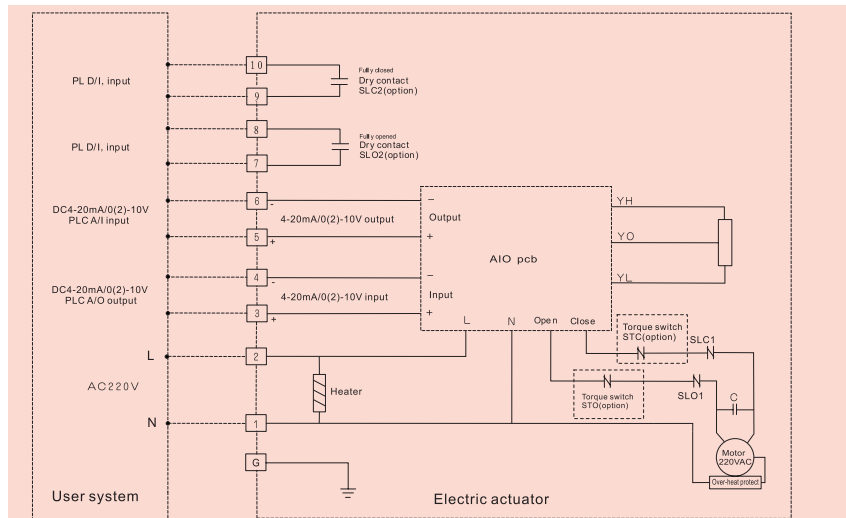 10
Fully closed
Dry contact
SLC2(option)
PL D/I, input
9
8
Fully opened
Dry contact
SLO2(option)
PL D/I, input
7
6
-
DC4-20mA/0(2)-10V
PLC A/I input
4-20mA/0(2)-10V output
5
+
−
Output
+
YH
YO
YL
AIO pcb
4
-
DC4-20mA/0(2)-10V
PLC A/O output
4-20mA/0(2)-10V input
3
+
−
Input
+
L
N
Open
Close
Torque switch
STC(option)
SLC1
L
2
AC220V
Heater
Torque switch
STO(option)
SLO1
C
N
1
Motor
220VAC
Over-heat protect
G
User system
Electric actuator